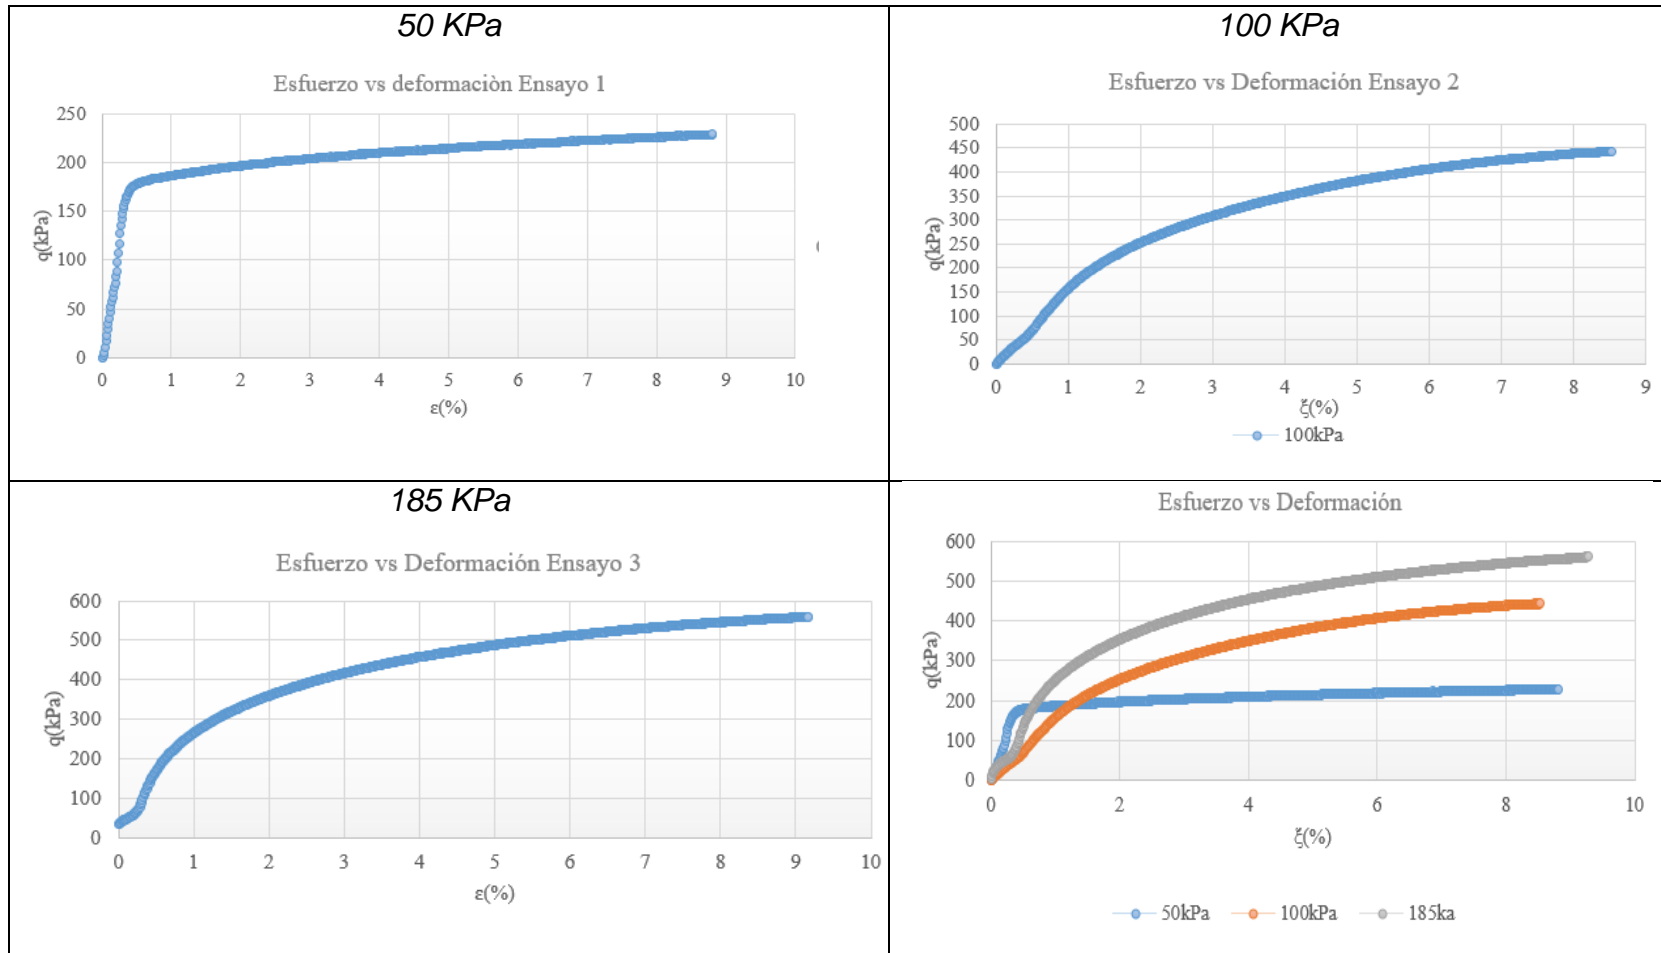 50 KPa
Esfuerzo vs deformaciòn Ensayo 1
250
200
150
100
50
0
q(kPa)
0 1 2 3 4 5 6 7 8 9 10
ε(%)
100 KPa
Esfuerzo vs Deformación Ensayo 2
500
450
400
350
300
250
200
150
100
50
0
q(kPa)
0 1 2 3 4 5 6 7 8 9
ξ(%)
100kPa
185 KPa
Esfuerzo vs Deformación Ensayo 3
600
500
400
300
200
100
0
q(kPa)
0 1 2 3 4 5 6 7 8 9 10
ε(%)
Esfuerzo vs Deformación
600
500
400
300
200
100
0
q(kPa)
0 2 4 6 8 10
ξ(%)
50kPa 100kPa 185ka